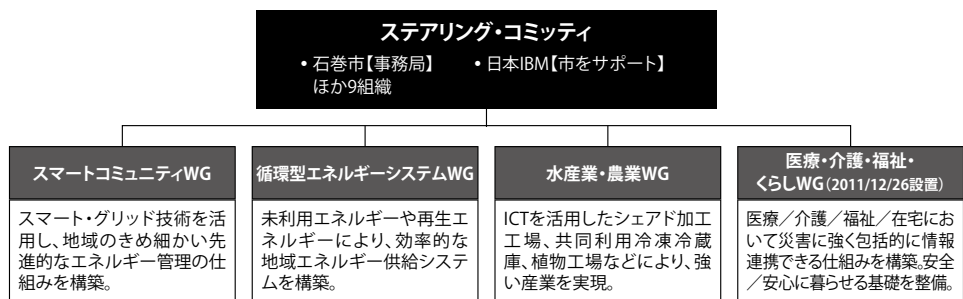 ステアリング・コミッティ
• 石巻市【事務局】 • 日本IBM【市をサポート】
ほか9組織
スマートコミュニティWG
スマート・グリッド技術を活
用し、地域のきめ細かい先
進的なエネルギー管理の仕
組みを構築。
循環型エネルギーシステムWG
未利用エネルギーや再生エ
ネルギーにより、効率的な
地域エネルギー供給システ
ムを構築。
水産業・農業WG
ICTを活用したシェアド加工
工場、共同利用冷凍冷蔵
庫、植物工場などにより、強
い産業を実現。
医療・介護・福祉・
くらしWG(2011/12/26設置)
医療／介護／福祉／在宅にお
いて災害に強く包括的に情報
連携できる仕組みを構築。安全
／安心に暮らせる基礎を整備。